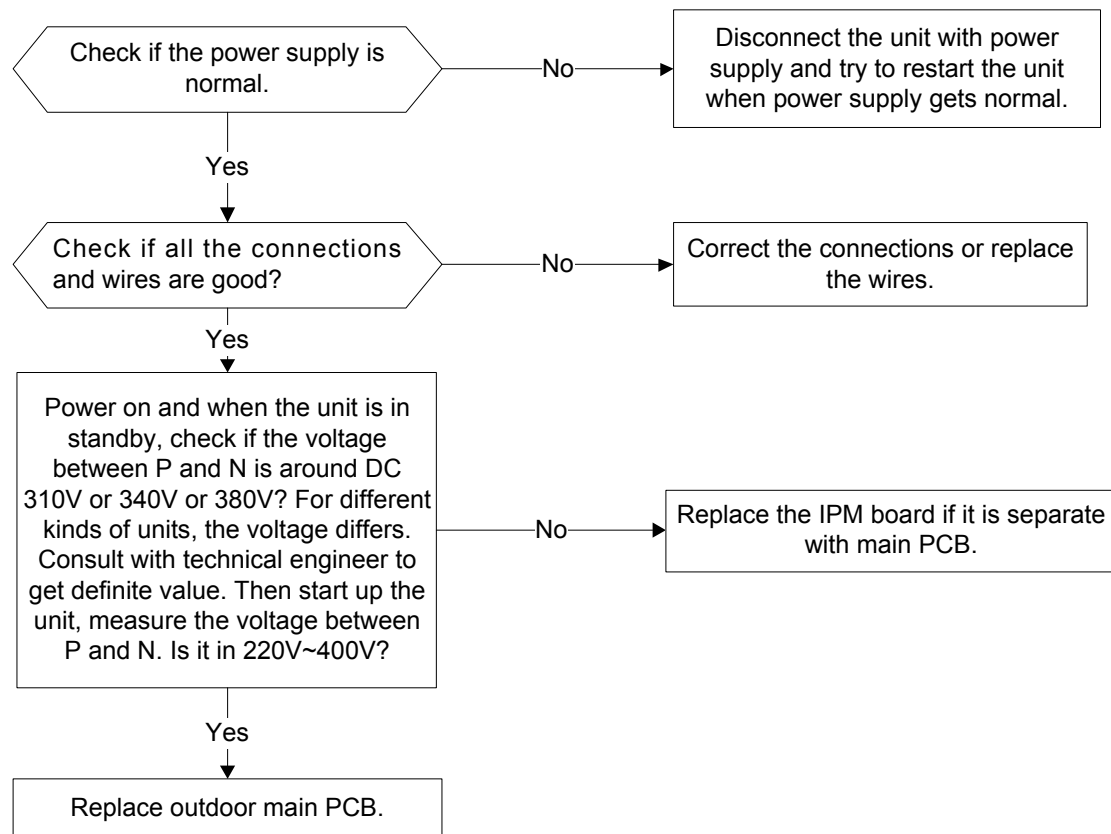 Check if the power supply is
normal.
No
Disconnect the unit with power
supply and try to restart the unit
when power supply gets normal.
Yes
Check if all the connections
and wires are good?
No
Correct the connections or replace
the wires.
Yes
Power on and when the unit is in
standby, check if the voltage
between P and N is around DC
310V or 340V or 380V? For different
kinds of units, the voltage differs.
Consult with technical engineer to
get definite value. Then start up the
unit, measure the voltage between
P and N. Is it in 220V~400V?
No
Replace the IPM board if it is separate
with main PCB.
Yes
Replace outdoor main PCB.